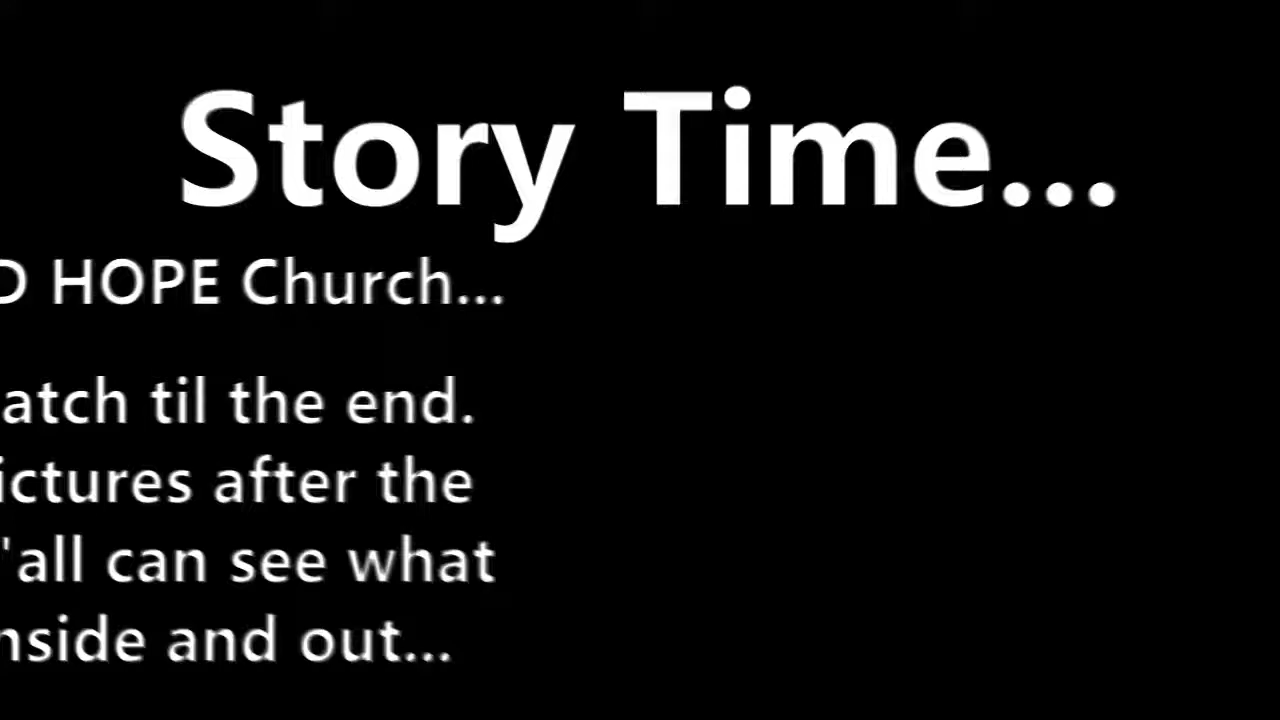 Story Time...
D HOPE Church...
atch til the end.
ictures after the
'all can see what
nside and out...